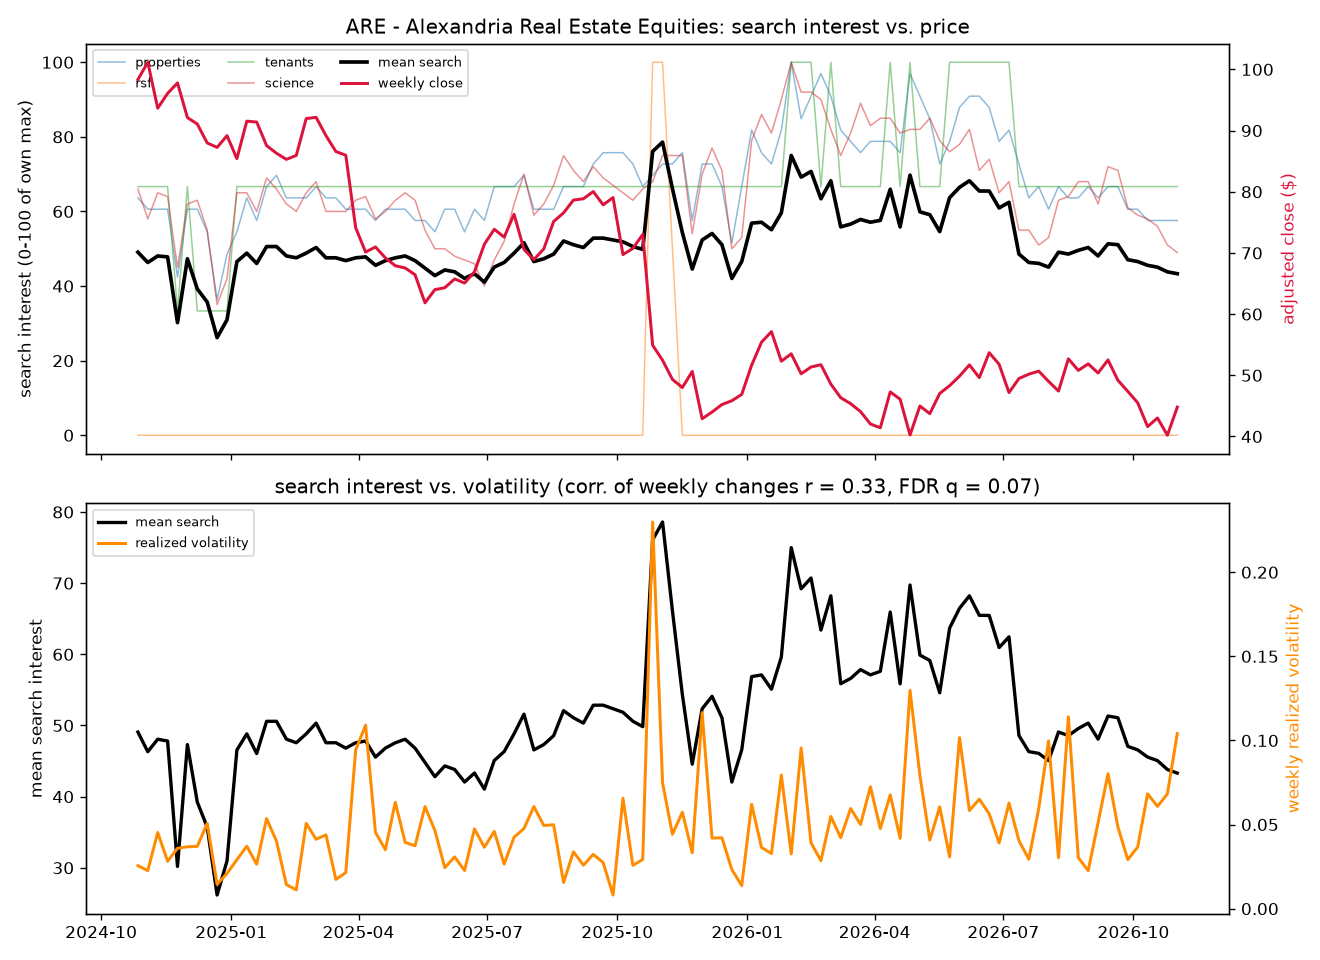 ARE - Alexandria Real Estate Equities: search interest vs. price
search interest (0-100 of own max)
100
80
60
40
20
0
properties
rsf
tenants
science
mean search
weekly close
100
90
80
70
60
50
40
adjusted close ($)
search interest vs. volatility (corr. of weekly changes r = 0.33, FDR q = 0.07)
mean search interest
80
70
60
50
40
30
mean search
realized volatility
0.20
0.15
0.10
0.05
0.00
weekly realized volatility
2024-10
2025-01
2025-04
2025-07
2025-10
2026-01
2026-04
2026-07
2026-10